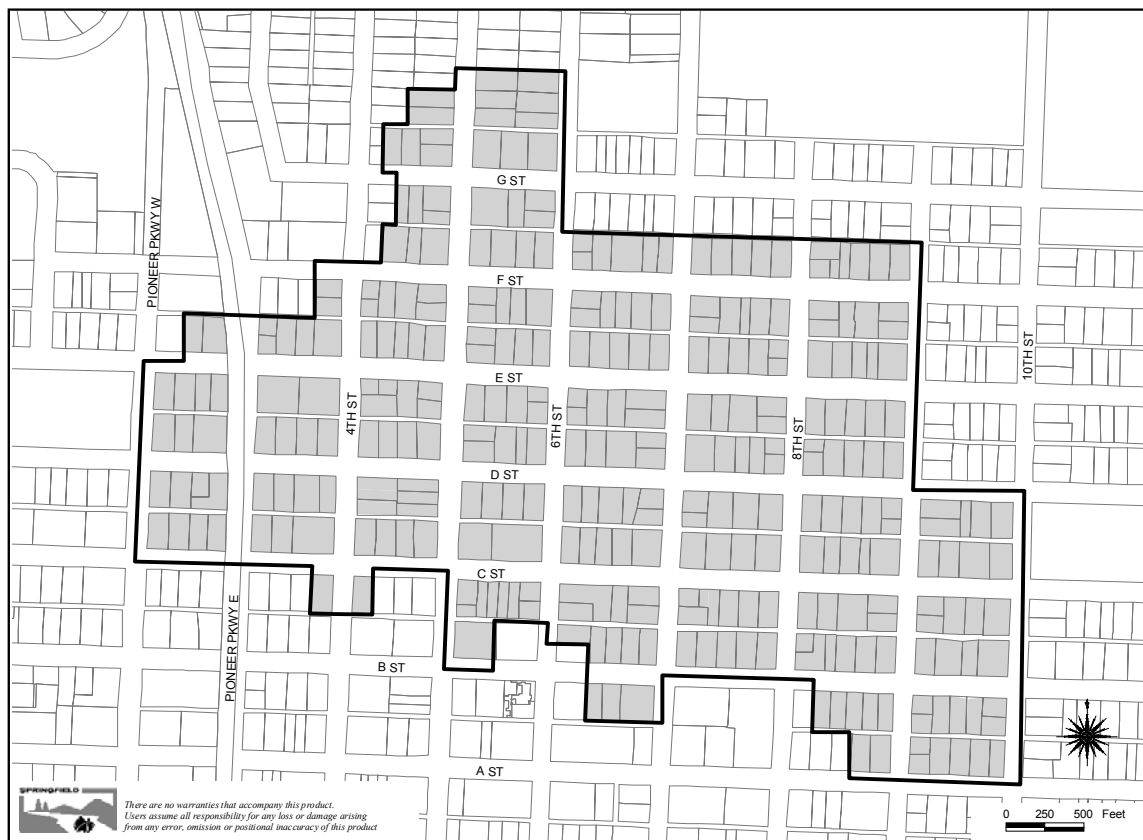 G ST
PIONEER PKWY W
F ST
10TH ST
E ST
4TH ST
6TH ST
8TH ST
D ST
C ST
PIONEER PKWY E
B ST
A ST
SPRINGFIELD
There are no warranties that accompany this product.
Users assume all responsibility for any loss or damage arising
from any error, omission or positional inaccuracy of this product
0 250 500 Feet